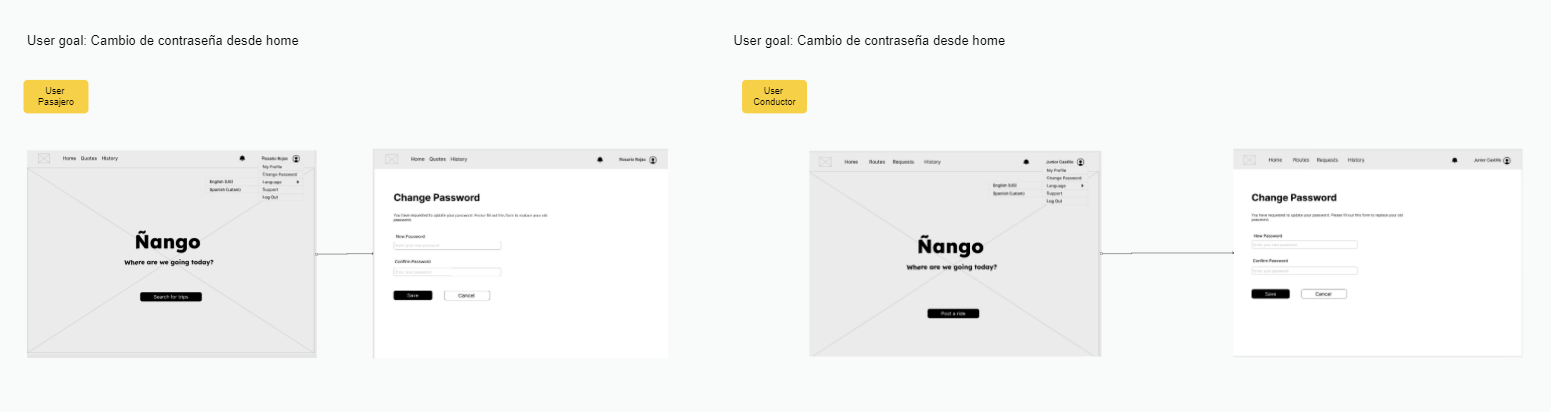 User goal: Cambio de contraseña desde home
User
Pasajero
Home Quotes History
Rosario Rojas
My Profile
Change Password
English (US)
Language
Spanish (Latam)
Support
Log Out
Ñango
Where are we going today?
Search for trips
Home Quotes History
Rosario Rojas
Change Password
You have requested to update your password. Please fill out this form to replace your old
password.
New Password
Enter your new password
Confirm Password
Enter your password
Save Cancel
User goal: Cambio de contraseña desde home
User
Conductor
Home Routes Requests History
Junior Castillo
My Profile
Change Password
English (US)
Language
Spanish (Latam)
Support
Log Out
Ñango
Where are we going today?
Post a ride
Home Routes Requests History
Junior Castillo
Change Password
You have requested to update your password. Please fill out this form to replace your old
password.
New Password
Enter your new password
Confirm Password
Enter your password
Save Cancel